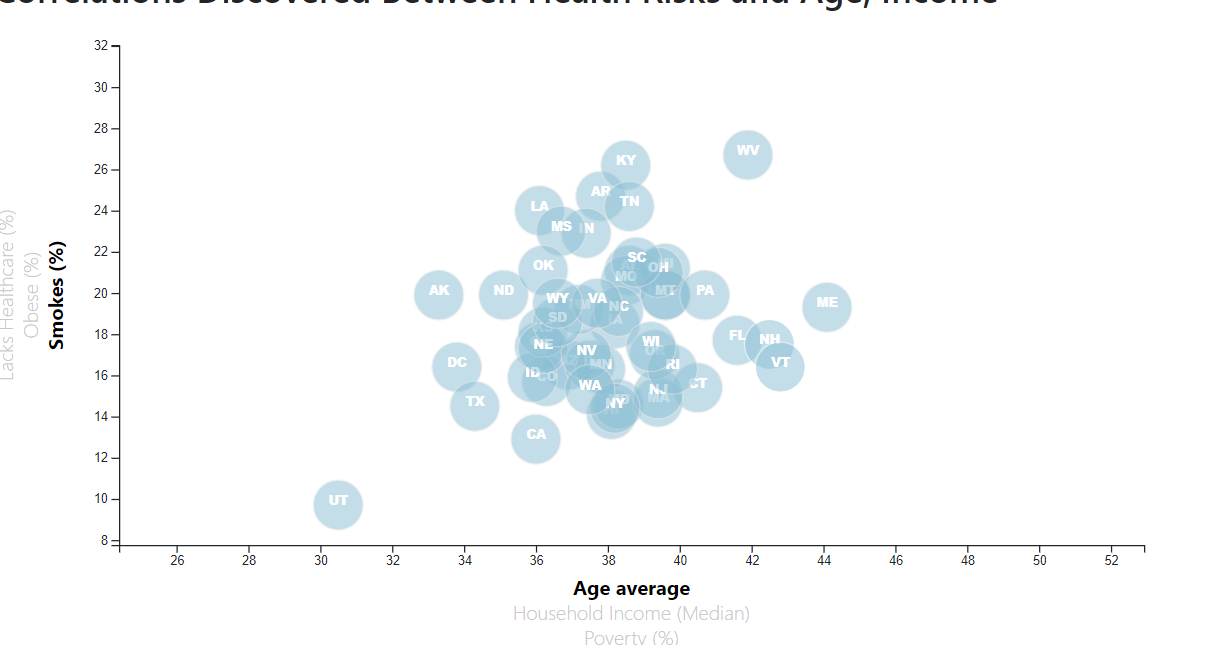 Correlations Discovered Between Health Risks and Age, Income
32
30
28
26
24
22
20
18
16
14
12
10
8
Lacks Healthcare (%)
Obese (%)
Smokes (%)
WV
KY
AR
TN
LA
MS IN
SC
OH
MO
OK
AK
ND
MT
PA
ME
WY
VA
NC
SD
IA
FL
NH
VT
NE
NV
WI
MN
DC
ID CO
RI
WA
CT
NJ
MA
TX
NY
CA
UT
26 28 30 32 34 36 38 40 42 44 46 48 50 52
Age average
Household Income (Median)
Poverty (%)